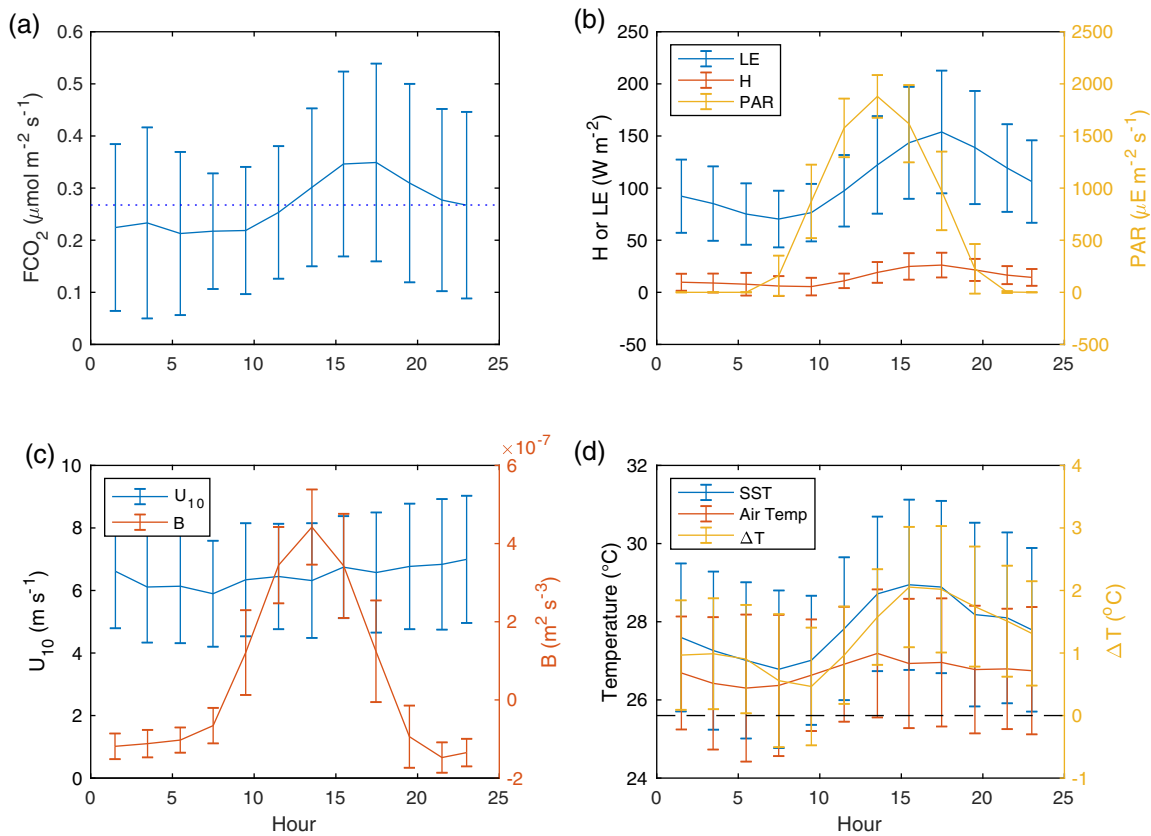 (a)
0.6
0.5
0.4
0.3
0.2
0.1
0
FCO2 (μmol m-2 s-1)
0 5 10 15 20 25
(b)
250
200
150
100
50
0
-50
H or LE (W m-2)
LE
H
PAR
2500
2000
1500
1000
500
0
-500
PAR (μE m-2 s-1)
0 5 10 15 20 25
(c)
10
8
6
4
2
0
U10 (m s-1)
U10
B
×10-7
6
4
2
0
-2
B (m2 s-3)
0 5 10 15 20 25
Hour
(d)
32
30
28
26
24
Temperature (°C)
SST
Air Temp
ΔT
4
3
2
1
0
-1
ΔT (°C)
0 5 10 15 20 25
Hour